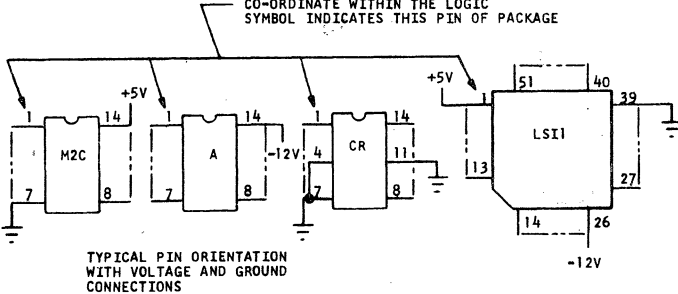 CO-ORDINATE WITHIN THE LOGIC
SYMBOL INDICATES THIS PIN OF PACKAGE
+5V
1 14
M2C
7 8
1 14
A
-12V
7 8
1 14
CR
4 11
7 8
+5V
51 40
1 39
LSI1
13 27
14 26
-12V
TYPICAL PIN ORIENTATION
WITH VOLTAGE AND GROUND
CONNECTIONS